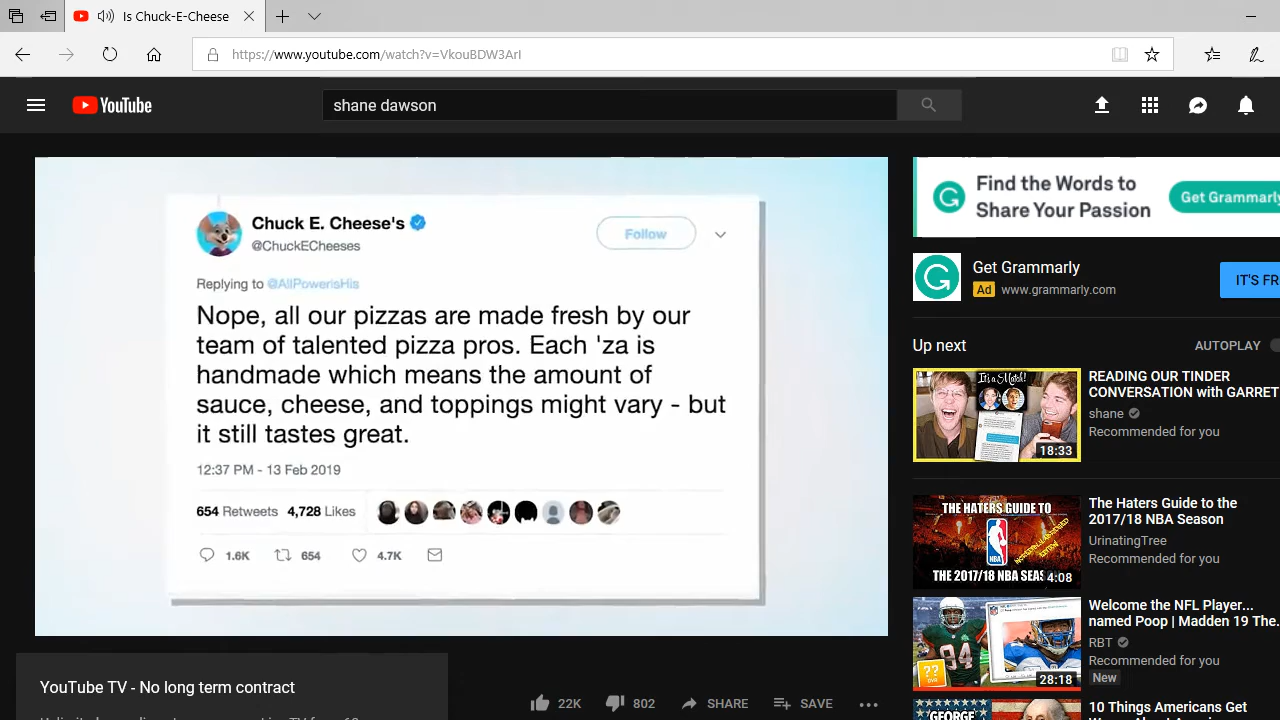 Is Chuck-E-Cheese
https://www.youtube.com/watch?v=VkouBDW3ArI
YouTube
shane dawson
Chuck E. Cheese's
@ChuckECheeses
Follow
Replying to @AllPowerisHis
Nope, all our pizzas are made fresh by our
team of talented pizza pros. Each 'za is
handmade which means the amount of
sauce, cheese, and toppings might vary - but
it still tastes great.
12:37 PM - 13 Feb 2019
654 Retweets 4,728 Likes
1.6K 654 4.7K
YouTube TV - No long term contract
22K 802 SHARE SAVE
Find the Words to
Share Your Passion
Get Grammarly
Get Grammarly
Ad www.grammarly.com
IT'S FR
Up next AUTOPLAY
It's a Match!
18:33
READING OUR TINDER
CONVERSATION with GARRET
shane
Recommended for you
THE HATERS GUIDE TO
NBA
THE 2017/18 NBA SEAS
4:08
The Haters Guide to the
2017/18 NBA Season
UrinatingTree
Recommended for you
94
??
28:18
Welcome the NFL Player...
named Poop | Madden 19 The...
RBT
Recommended for you
New
GEORGE
10 Things Americans Get